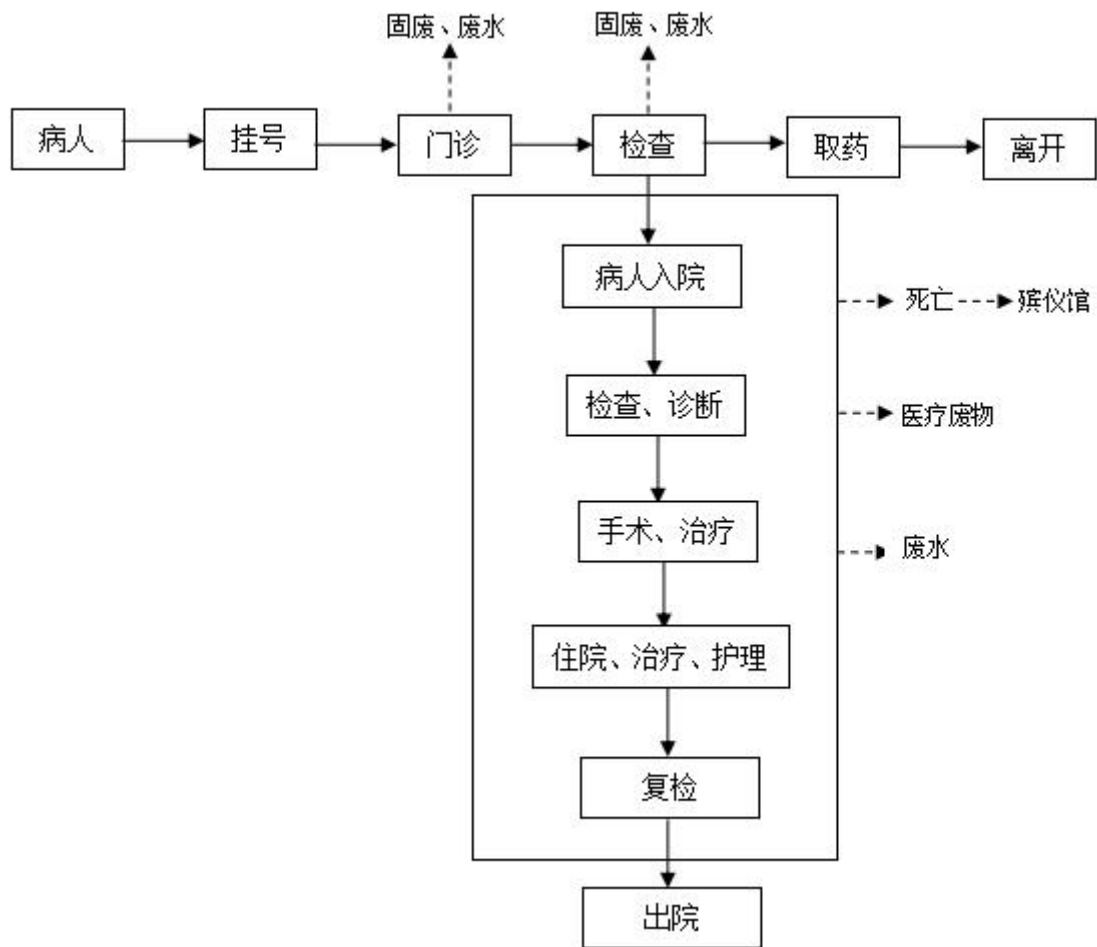 固废、废水
固废、废水
病人
挂号
门诊
检查
取药
离开
病人入院
死亡
殡仪馆
检查、诊断
医疗废物
手术、治疗
废水
住院、治疗、护理
复检
出院